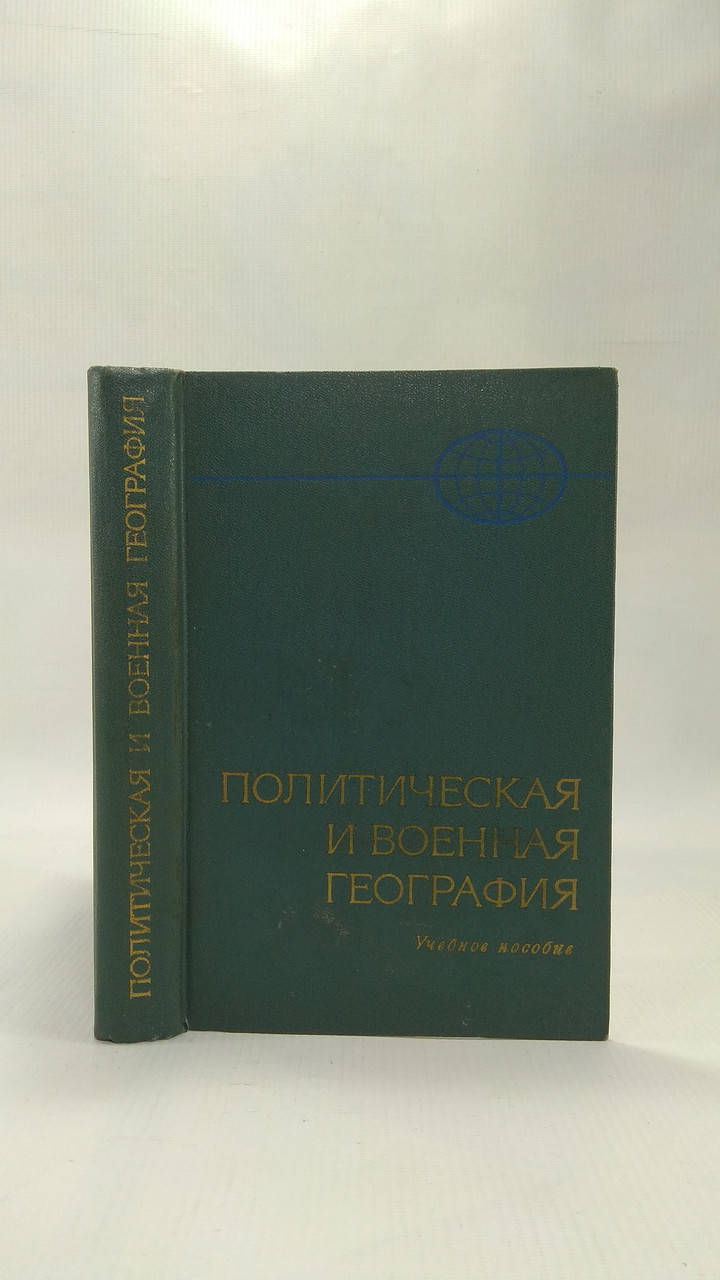 ПОЛИТИЧЕСКАЯ И ВОЕННАЯ ГЕОГРАФИЯ
ПОЛИТИЧЕСКАЯ
И ВОЕННАЯ
ГЕОГРАФИЯ
Учебное пособие